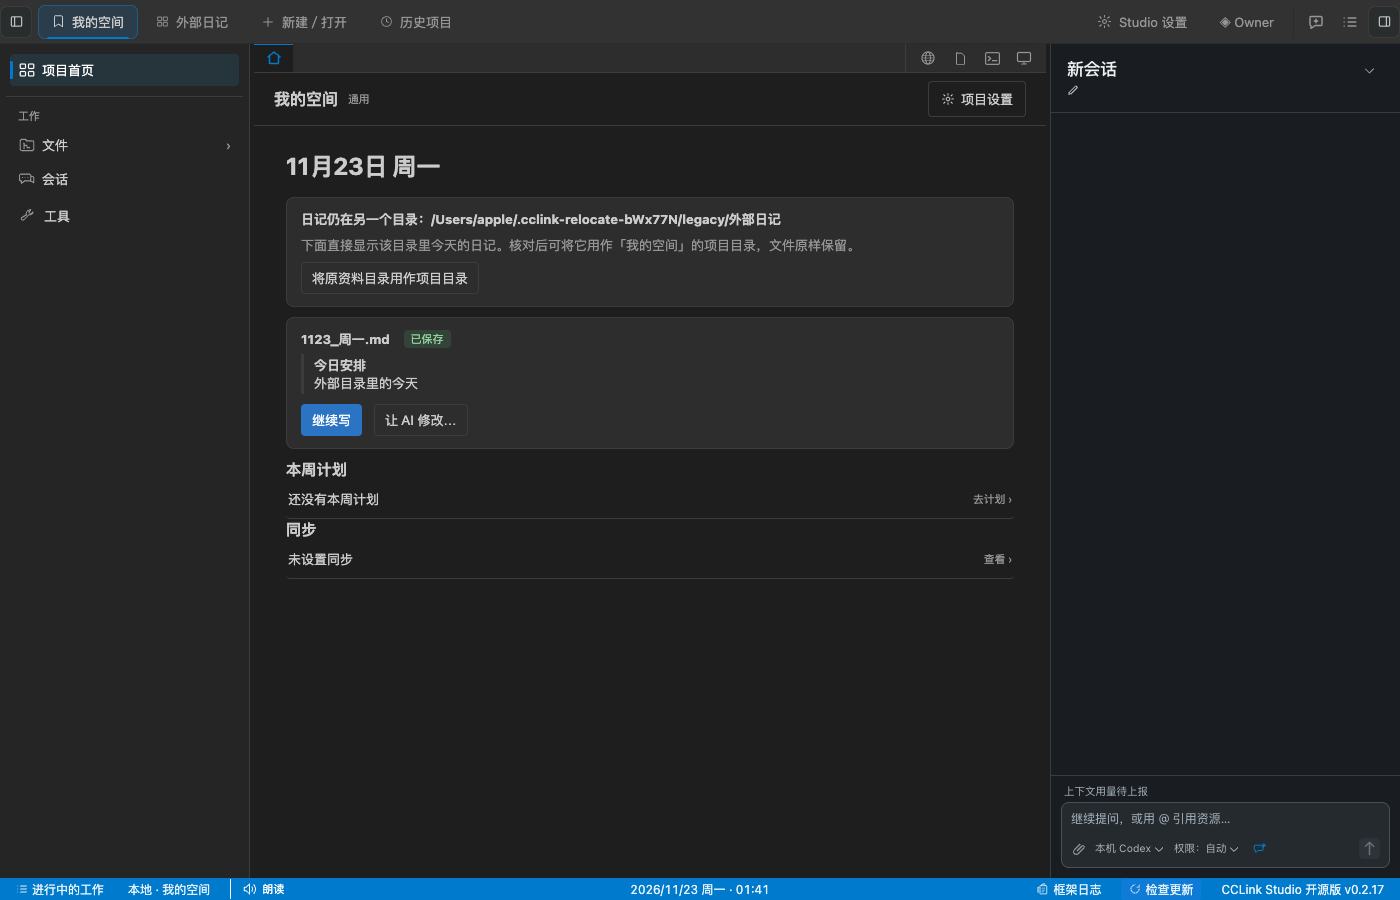 我的空间
外部日记
新建 / 打开
历史项目
Studio 设置
Owner
项目首页
工作
文件
会话
工具
我的空间 通用
项目设置
11月23日 周一
日记仍在另一个目录：/Users/apple/.cclink-relocate-bWx77N/legacy/外部日记
下面直接显示该目录里今天的日记。核对后可将它用作「我的空间」的项目目录，文件原样保留。
将原资料目录用作项目目录
1123_周一.md 已保存
今日安排
外部目录里的今天
继续写 让 AI 修改...
本周计划
还没有本周计划 去计划 ›
同步
未设置同步 查看 ›
新会话
上下文用量待上报
继续提问，或用 @ 引用资源...
本机 Codex 权限：自动
进行中的工作 本地 · 我的空间 朗读 2026/11/23 周一 · 01:41 框架日志 检查更新 CCLink Studio 开源版 v0.2.17